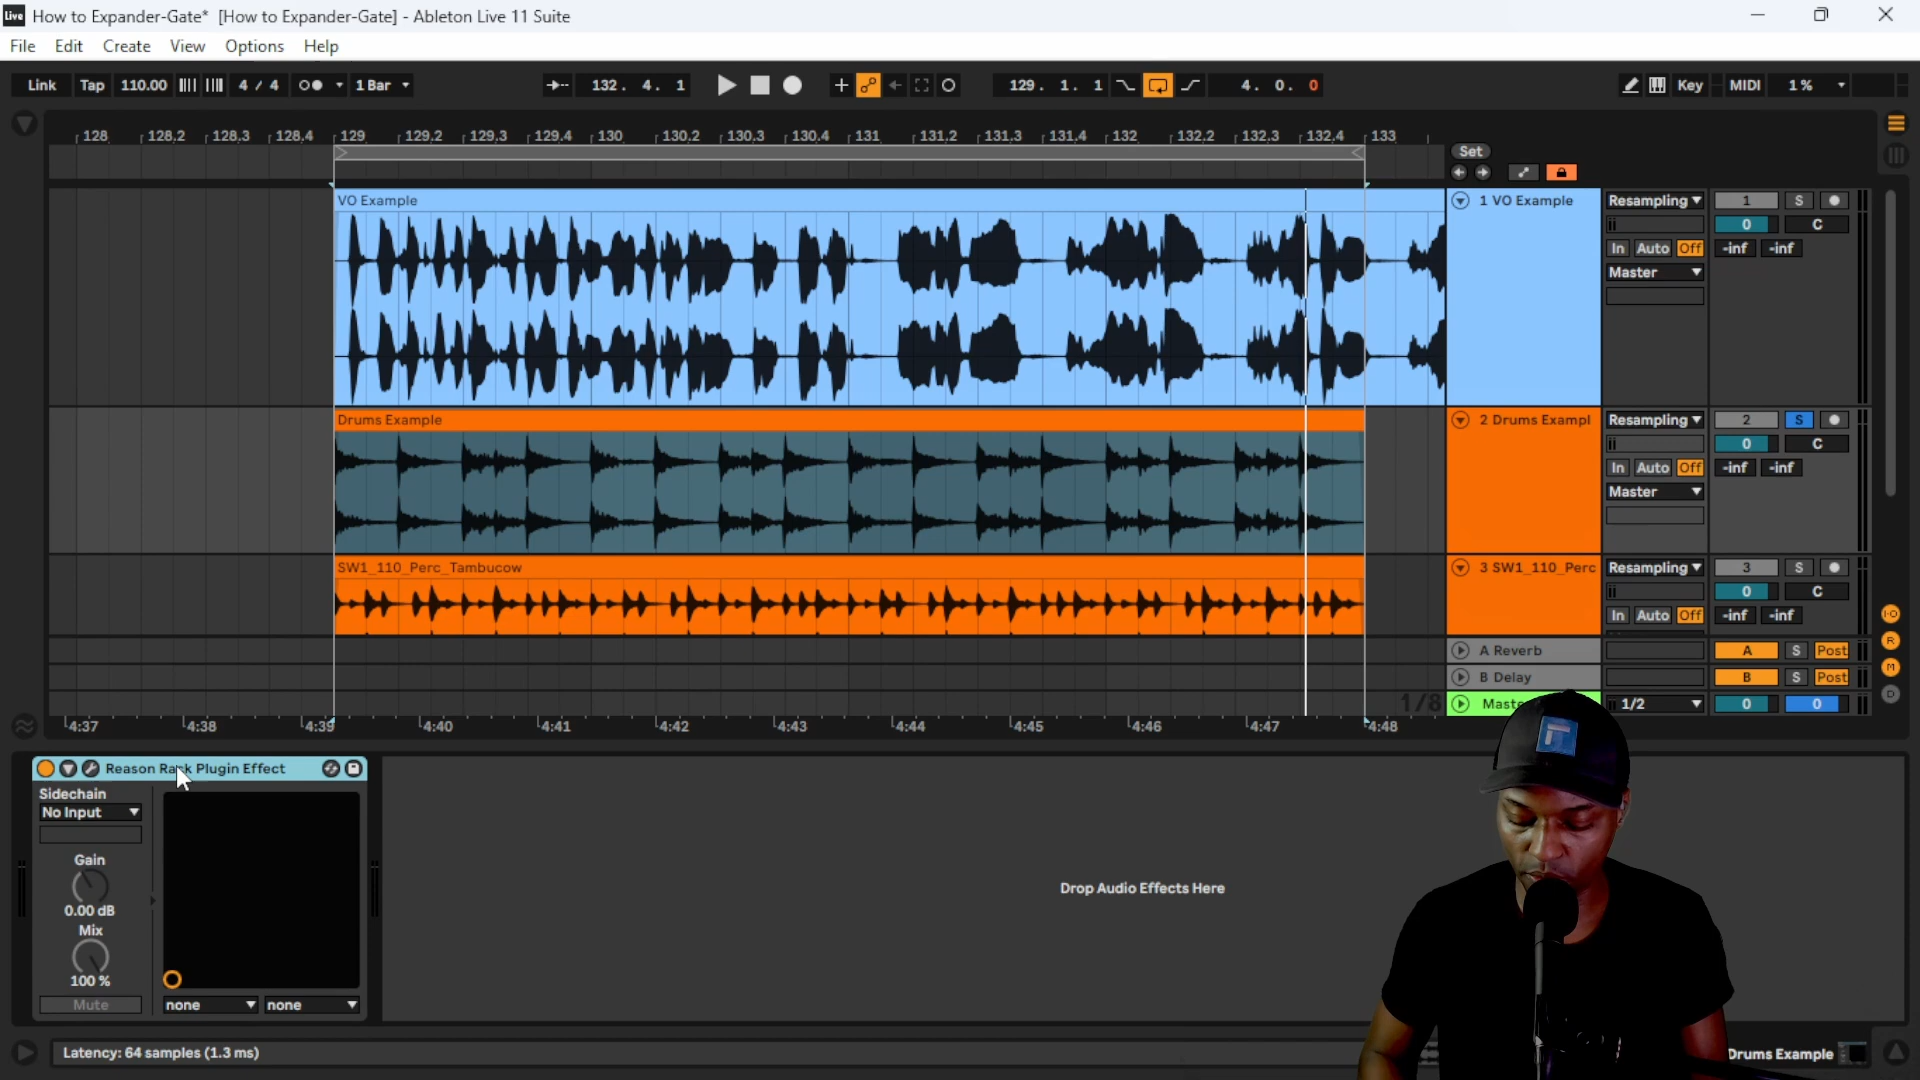 Live How to Expander-Gate* [How to Expander-Gate] - Ableton Live 11 Suite
File Edit Create View Options Help
Link Tap 110.00 4 / 4 1 Bar 132. 4. 1 129. 1. 1 4. 0. 0 Key MIDI 1%
128 128.2 128.3 128.4 129 129.2 129.3 129.4 130 130.2 130.3 130.4 131 131.2 131.3 131.4 132 132.2 132.3 132.4 133
Set
VO Example 1 VO Example Resampling 1 S
0 C
In Auto Off -inf -inf
Master
Drums Example 2 Drums Exampl Resampling 2 S
0 C
In Auto Off -inf -inf
Master
SW1_110_Perc_Tambucow 3 SW1_110_Perc Resampling 3 S
0 C
In Auto Off -inf -inf
I-O
A Reverb A S Post
R
B Delay B S Post
M
1/8 Maste 1/2 0 0
D
4:37 4:38 4:39 4:40 4:41 4:42 4:43 4:44 4:45 4:46 4:47 4:48
Reason Rack Plugin Effect
Sidechain
No Input
Gain
0.00 dB
Mix
100 %
Mute none none
Drop Audio Effects Here
Latency: 64 samples (1.3 ms) Drums Example